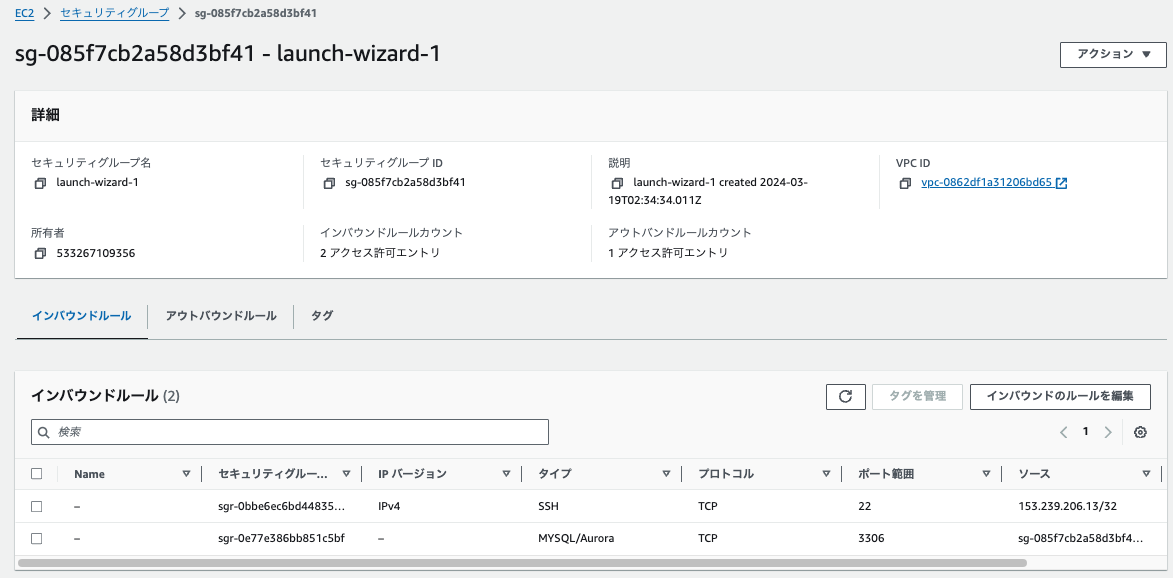 EC2 > セキュリティグループ > sg-085f7cb2a58d3bf41
sg-085f7cb2a58d3bf41 - launch-wizard-1
アクション
詳細
セキュリティグループ名 セキュリティグループ ID 説明 VPC ID
launch-wizard-1 sg-085f7cb2a58d3bf41 launch-wizard-1 created 2024-03-19T02:34:34.011Z vpc-0862df1a31206bd65
所有者 インバウンドルールカウント アウトバンドルールカウント
533267109356 2 アクセス許可エントリ 1 アクセス許可エントリ
インバウンドルール アウトバウンドルール タグ
インバウンドルール (2) タグを管理 インバウンドのルールを編集
検索 1
Name セキュリティグルー... IP バージョン タイプ プロトコル ポート範囲 ソース
– sgr-0bbe6ec6bd44835... IPv4 SSH TCP 22 153.239.206.13/32
– sgr-0e77e386bb851c5bf – MYSQL/Aurora TCP 3306 sg-085f7cb2a58d3bf4...